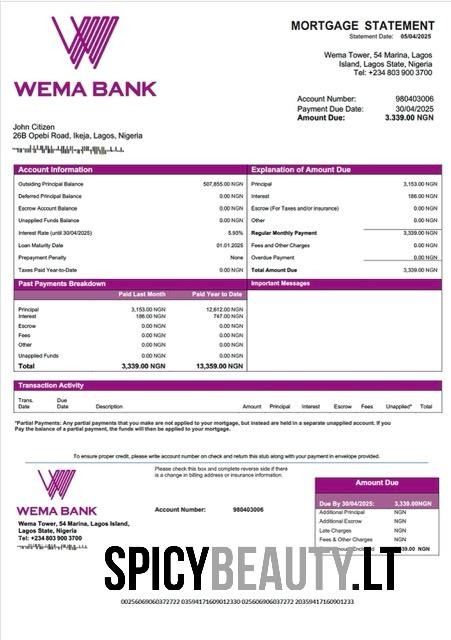 MORTGAGE STATEMENT
Statement Date: 05/04/2025
Wema Tower, 54 Marina, Lagos
Island, Lagos State, Nigeria
Tel: +234 803 900 3700
WEMA BANK
Account Number: 980403006
Payment Due Date: 30/04/2025
Amount Due: 3.339.00 NGN
John Citizen
26B Opebi Road, Ikeja, Lagos, Nigeria
Account Information
Outsiding Principal Balance 507,855.00 NGN
Deferred Principal Balance 0.00 NGN
Escrow Account Balance 0.00 NGN
Unapplied Funds Balance 0.00 NGN
Interest Rate (until 30/04/2025) 5.93%
Loan Maturity Date 01.01.2025
Prepayment Penalty None
Taxes Paid Year-to-Date 0.00 NGN
Explanation of Amount Due
Principal 3,153.00 NGN
Interest 186.00 NGN
Escrow (For Taxes and/or insurance) 0.00 NGN
Other 0.00 NGN
Regular Monthly Payment 3,339.00 NGN
Fees and Other Charges 0.00 NGN
Overdue Payment 0.00 NGN
Total Amount Due 3,339.00 NGN
Past Payments Breakdown
Paid Last Month Paid Year to Date
Principal 3,153.00 NGN 12,612.00 NGN
Interest 186.00 NGN 747.00 NGN
Escrow 0.00 NGN 0.00 NGN
Fees 0.00 NGN 0.00 NGN
Other 0.00 NGN 0.00 NGN
Unapplied Funds 0.00 NGN 0.00 NGN
Total 3,339.00 NGN 13,359.00 NGN
Important Messages
Transaction Activity
Trans. Date Due Date Description Amount Principal Interest Escrow Fees Unapplied* Total
*Partial Payments: Any partial payments that you make are not applied to your mortgage, but instead are held in a separate unapplied account. If you
Pay the balance of a partial payment, the funds will then be applied to your mortgage.
To ensure proper credit, please write account number on check and return this stub along with your payment in envelope provided.
Please check this box and complete reverse side if there
is a change in billing address or insurance information.
WEMA BANK
Wema Tower, 54 Marina, Lagos Island,
Lagos State, Nigeria
Tel: +234 803 900 3700
Account Number: 980403006
Amount Due
Due By 30/04/2025: 3,339.00NGN
Additional Principal NGN
Additional Escrow NGN
Late Charges NGN
Fees & Other Charges NGN
SPICYBEAUTY.LT
00256069060372722 03594171609012330 0256069060372272 20359417160901233